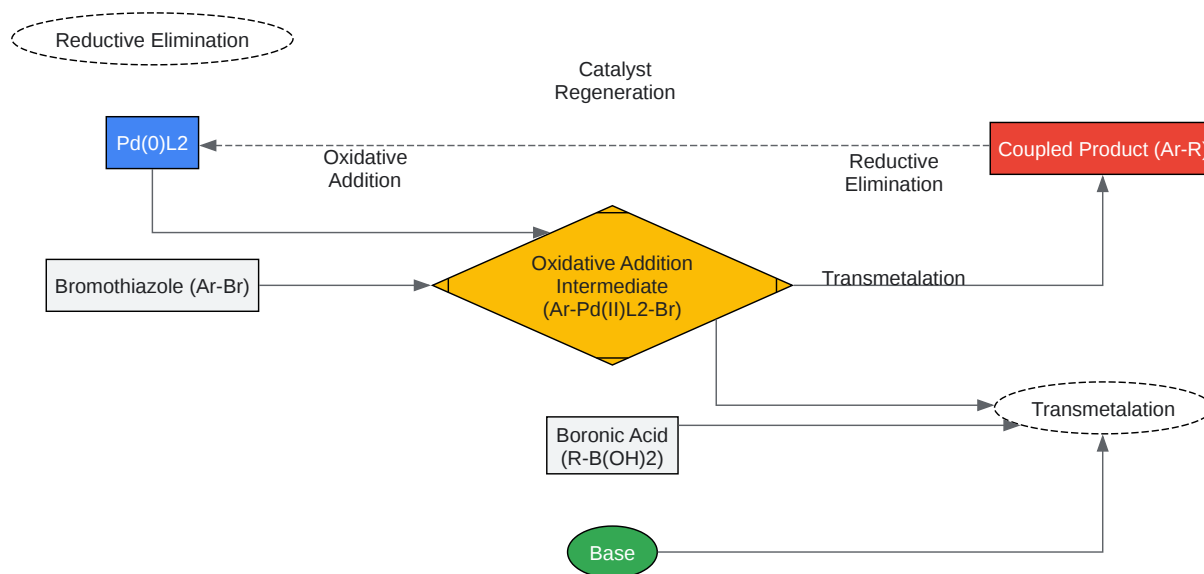 Reductive Elimination
Catalyst
Regeneration
Pd(0)L2
Coupled Product (Ar-R)
Oxidative
Addition
Reductive
Elimination
Bromothiazole (Ar-Br)
Oxidative Addition
Intermediate
(Ar-Pd(II)L2-Br)
Transmetalation
Transmetalation
Boronic Acid
(R-B(OH)2)
Base